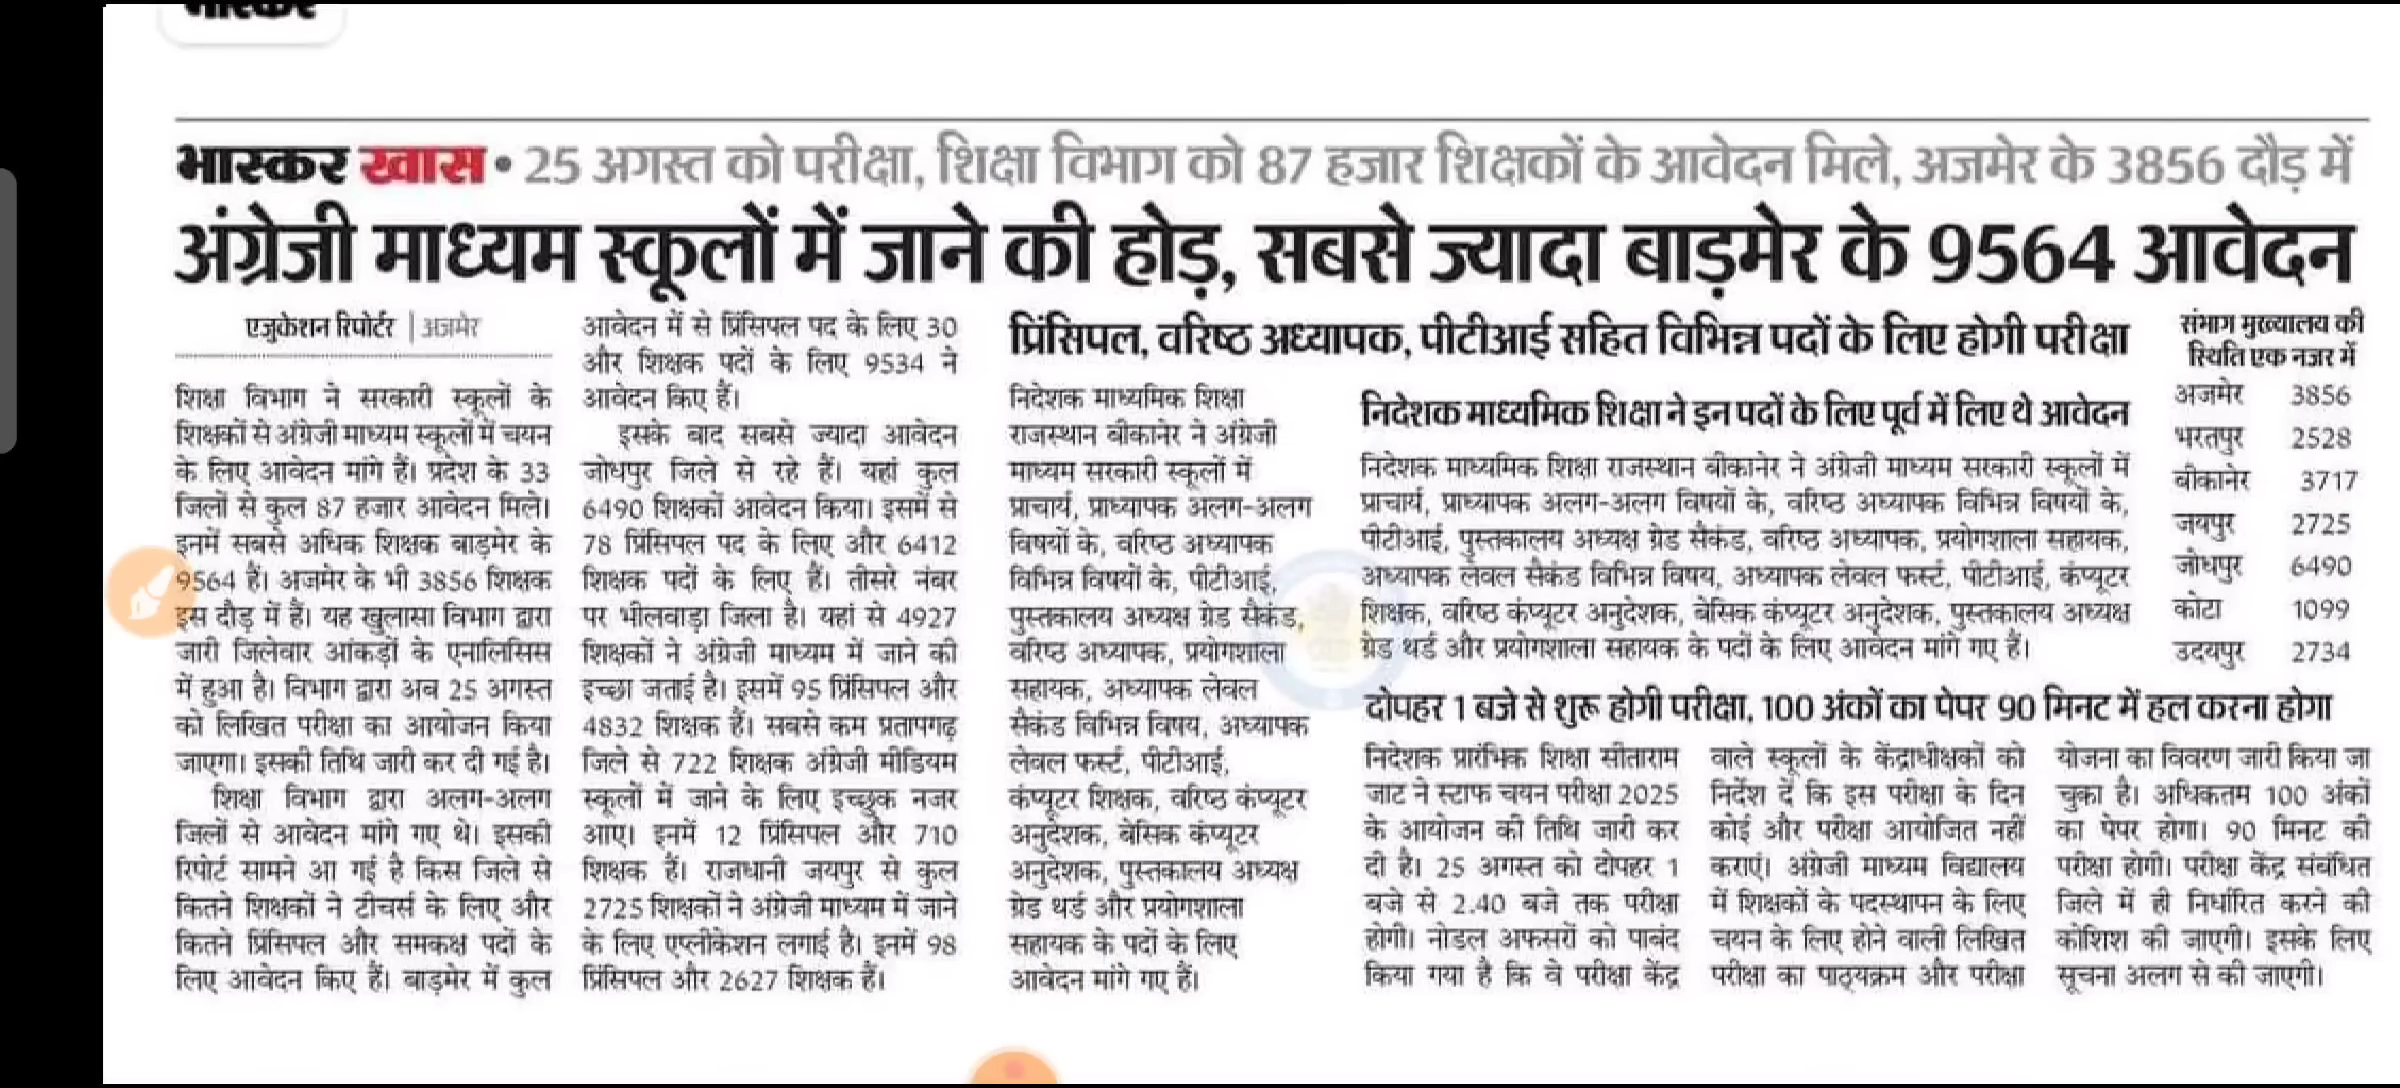 भास्कर
भास्कर खास • 25 अगस्त को परीक्षा, शिक्षा विभाग को 87 हजार शिक्षकों के आवेदन मिले, अजमेर के 3856 दौड़ में
अंग्रेजी माध्यम स्कूलों में जाने की होड़, सबसे ज्यादा बाड़मेर के 9564 आवेदन
एजुकेशन रिपोर्टर | अजमेर
शिक्षा विभाग ने सरकारी स्कूलों के
शिक्षकों से अंग्रेजी माध्यम स्कूलों में चयन
के लिए आवेदन मांगे हैं। प्रदेश के 33
जिलों से कुल 87 हजार आवेदन मिले।
इनमें सबसे अधिक शिक्षक बाड़मेर के
9564 हैं। अजमेर के भी 3856 शिक्षक
इस दौड़ में हैं। यह खुलासा विभाग द्वारा
जारी जिलेवार आंकड़ों के एनालिसिस
में हुआ है। विभाग द्वारा अब 25 अगस्त
को लिखित परीक्षा का आयोजन किया
जाएगा। इसकी तिथि जारी कर दी गई है।
शिक्षा विभाग द्वारा अलग-अलग
जिलों से आवेदन मांगे गए थे। इसकी
रिपोर्ट सामने आ गई है किस जिले से
कितने शिक्षकों ने टीचर्स के लिए और
कितने प्रिंसिपल और समकक्ष पदों के
लिए आवेदन किए हैं। बाड़मेर में कुल
आवेदन में से प्रिंसिपल पद के लिए 30
और शिक्षक पदों के लिए 9534 ने
आवेदन किए हैं।
इसके बाद सबसे ज्यादा आवेदन
जोधपुर जिले से रहे हैं। यहां कुल
6490 शिक्षकों आवेदन किया। इसमें से
78 प्रिंसिपल पद के लिए और 6412
शिक्षक पदों के लिए हैं। तीसरे नंबर
पर भीलवाड़ा जिला है। यहां से 4927
शिक्षकों ने अंग्रेजी माध्यम में जाने की
इच्छा जताई है। इसमें 95 प्रिंसिपल और
4832 शिक्षक हैं। सबसे कम प्रतापगढ़
जिले से 722 शिक्षक अंग्रेजी मीडियम
स्कूलों में जाने के लिए इच्छुक नजर
आए। इनमें 12 प्रिंसिपल और 710
शिक्षक हैं। राजधानी जयपुर से कुल
2725 शिक्षकों ने अंग्रेजी माध्यम में जाने
के लिए एप्लीकेशन लगाई है। इनमें 98
प्रिंसिपल और 2627 शिक्षक हैं।
प्रिंसिपल, वरिष्ठ अध्यापक, पीटीआई सहित विभिन्न पदों के लिए होगी परीक्षा
निदेशक माध्यमिक शिक्षा
राजस्थान बीकानेर ने अंग्रेजी
माध्यम सरकारी स्कूलों में
प्राचार्य, प्राध्यापक अलग-अलग
विषयों के, वरिष्ठ अध्यापक
विभिन्न विषयों के, पीटीआई,
पुस्तकालय अध्यक्ष ग्रेड सैकंड,
वरिष्ठ अध्यापक, प्रयोगशाला
सहायक, अध्यापक लेवल
सैकंड विभिन्न विषय, अध्यापक
लेवल फर्स्ट, पीटीआई,
कंप्यूटर शिक्षक, वरिष्ठ कंप्यूटर
अनुदेशक, बेसिक कंप्यूटर
अनुदेशक, पुस्तकालय अध्यक्ष
ग्रेड थर्ड और प्रयोगशाला
सहायक के पदों के लिए
आवेदन मांगे गए हैं।
निदेशक माध्यमिक शिक्षा ने इन पदों के लिए पूर्व में लिए थे आवेदन
निदेशक माध्यमिक शिक्षा राजस्थान बीकानेर ने अंग्रेजी माध्यम सरकारी स्कूलों में
प्राचार्य, प्राध्यापक अलग-अलग विषयों के, वरिष्ठ अध्यापक विभिन्न विषयों के,
पीटीआई, पुस्तकालय अध्यक्ष ग्रेड सैकंड, वरिष्ठ अध्यापक, प्रयोगशाला सहायक,
अध्यापक लेवल सैकंड विभिन्न विषय, अध्यापक लेवल फर्स्ट, पीटीआई, कंप्यूटर
शिक्षक, वरिष्ठ कंप्यूटर अनुदेशक, बेसिक कंप्यूटर अनुदेशक, पुस्तकालय अध्यक्ष
ग्रेड थर्ड और प्रयोगशाला सहायक के पदों के लिए आवेदन मांगे गए हैं।
संभाग मुख्यालय की
स्थिति एक नजर में
अजमेर 3856
भरतपुर 2528
बीकानेर 3717
जयपुर 2725
जोधपुर 6490
कोटा 1099
उदयपुर 2734
दोपहर 1 बजे से शुरू होगी परीक्षा, 100 अंकों का पेपर 90 मिनट में हल करना होगा
निदेशक प्रारंभिक शिक्षा सीताराम
जाट ने स्टाफ चयन परीक्षा 2025
के आयोजन की तिथि जारी कर
दी है। 25 अगस्त को दोपहर 1
बजे से 2.40 बजे तक परीक्षा
होगी। नोडल अफसरों को पाबंद
किया गया है कि वे परीक्षा केंद्र
वाले स्कूलों के केंद्राधीक्षकों को
निर्देश दें कि इस परीक्षा के दिन
कोई और परीक्षा आयोजित नहीं
कराएं। अंग्रेजी माध्यम विद्यालय
में शिक्षकों के पदस्थापन के लिए
चयन के लिए होने वाली लिखित
परीक्षा का पाठ्यक्रम और परीक्षा
योजना का विवरण जारी किया जा
चुका है। अधिकतम 100 अंकों
का पेपर होगा। 90 मिनट की
परीक्षा होगी। परीक्षा केंद्र संबंधित
जिले में ही निर्धारित करने की
कोशिश की जाएगी। इसके लिए
सूचना अलग से की जाएगी।